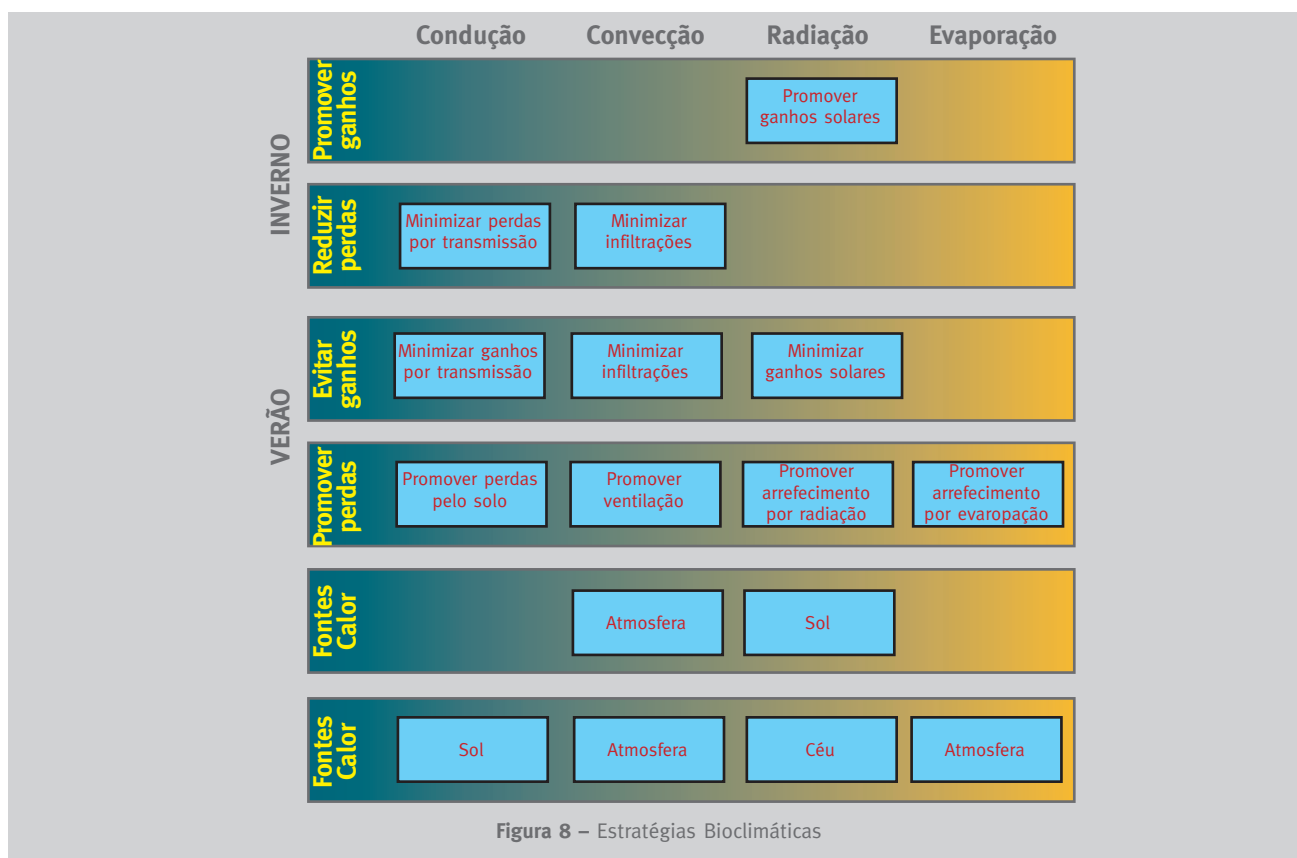 Condução Convecção Radiação Evaporação
INVERNO
Promover
ganhos
Promover
ganhos solares
Reduzir
perdas
Minimizar perdas
por transmissão
Minimizar
infiltrações
VERÃO
Evitar
ganhos
Minimizar ganhos
por transmissão
Minimizar
infiltrações
Minimizar
ganhos solares
Promover
perdas
Promover perdas
pelo solo
Promover
ventilação
Promover
arrefecimento
por radiação
Promover
arrefecimento
por evaropação
Fontes
Calor
Atmosfera
Sol
Fontes
Calor
Sol
Atmosfera
Céu
Atmosfera
Figura 8 – Estratégias Bioclimáticas